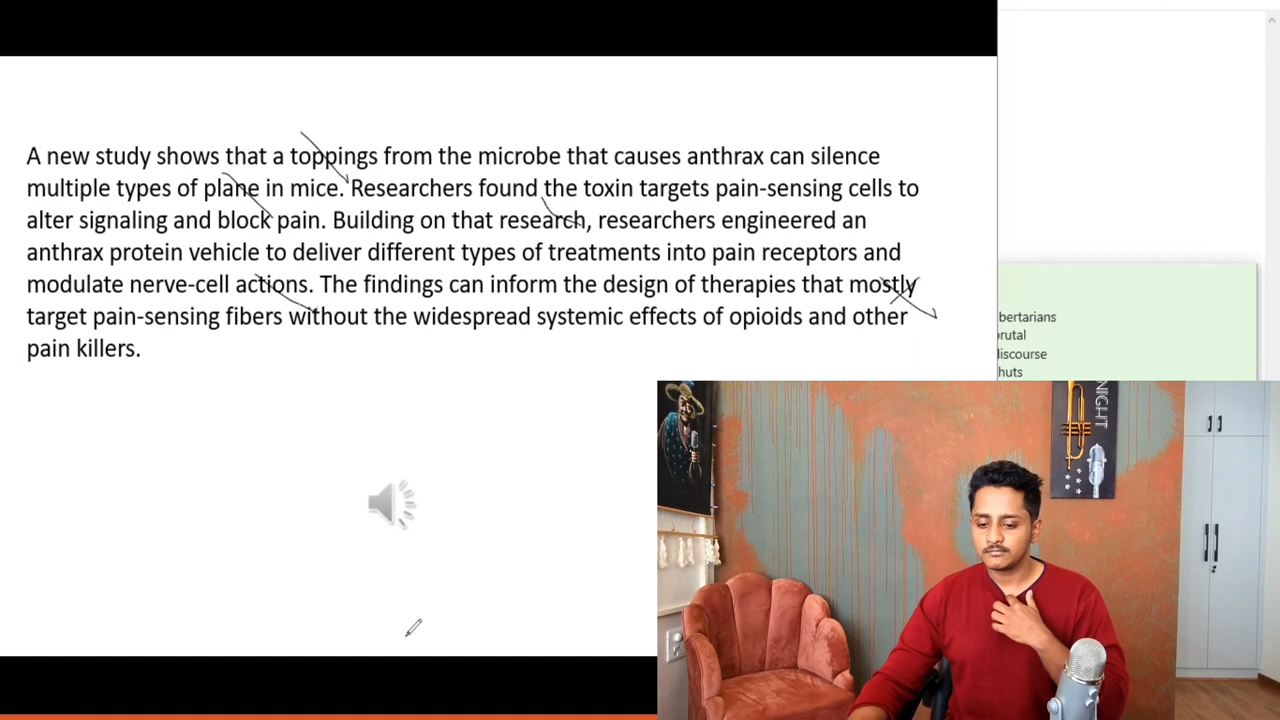 A new study shows that a toppings from the microbe that causes anthrax can silence
multiple types of plane in mice. Researchers found the toxin targets pain-sensing cells to
alter signaling and block pain. Building on that research, researchers engineered an
anthrax protein vehicle to deliver different types of treatments into pain receptors and
modulate nerve-cell actions. The findings can inform the design of therapies that mostly
target pain-sensing fibers without the widespread systemic effects of opioids and other
pain killers.
bertarians
rutal
liscourse
huts
NIGHT